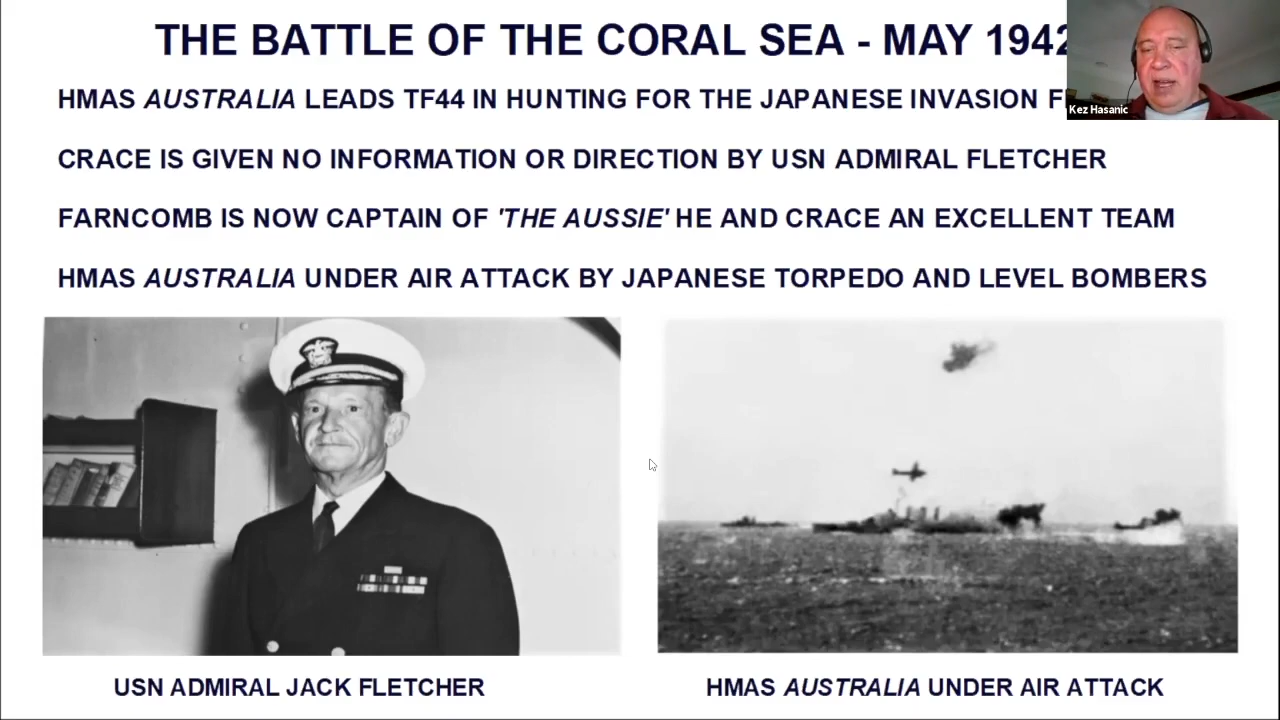 THE BATTLE OF THE CORAL SEA - MAY 1942
HMAS AUSTRALIA LEADS TF44 IN HUNTING FOR THE JAPANESE INVASION
Kez Hasanic
CRACE IS GIVEN NO INFORMATION OR DIRECTION BY USN ADMIRAL FLETCHER
FARNCOMB IS NOW CAPTAIN OF 'THE AUSSIE' HE AND CRACE AN EXCELLENT TEAM
HMAS AUSTRALIA UNDER AIR ATTACK BY JAPANESE TORPEDO AND LEVEL BOMBERS
USN ADMIRAL JACK FLETCHER
HMAS AUSTRALIA UNDER AIR ATTACK